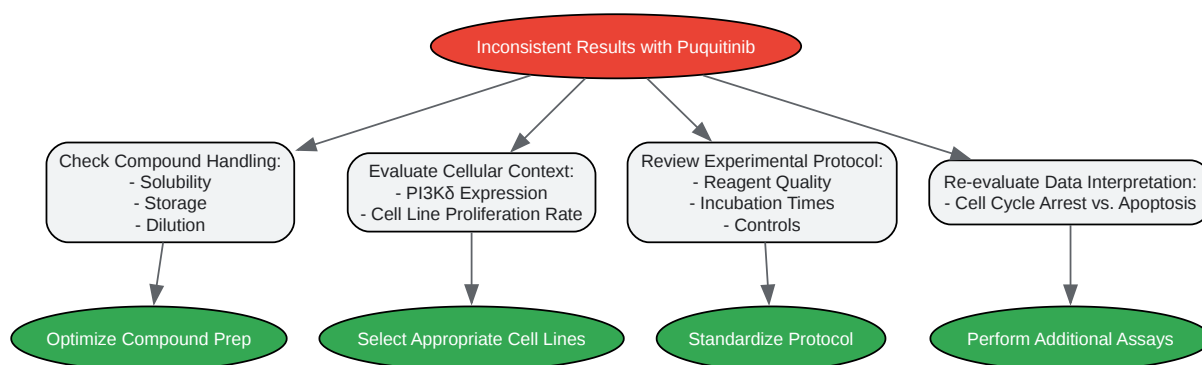 Inconsistent Results with Puquitinib
Check Compound Handling:
- Solubility
- Storage
- Dilution
Evaluate Cellular Context:
- PI3Kδ Expression
- Cell Line Proliferation Rate
Review Experimental Protocol:
- Reagent Quality
- Incubation Times
- Controls
Re-evaluate Data Interpretation:
- Cell Cycle Arrest vs. Apoptosis
Optimize Compound Prep
Select Appropriate Cell Lines
Standardize Protocol
Perform Additional Assays